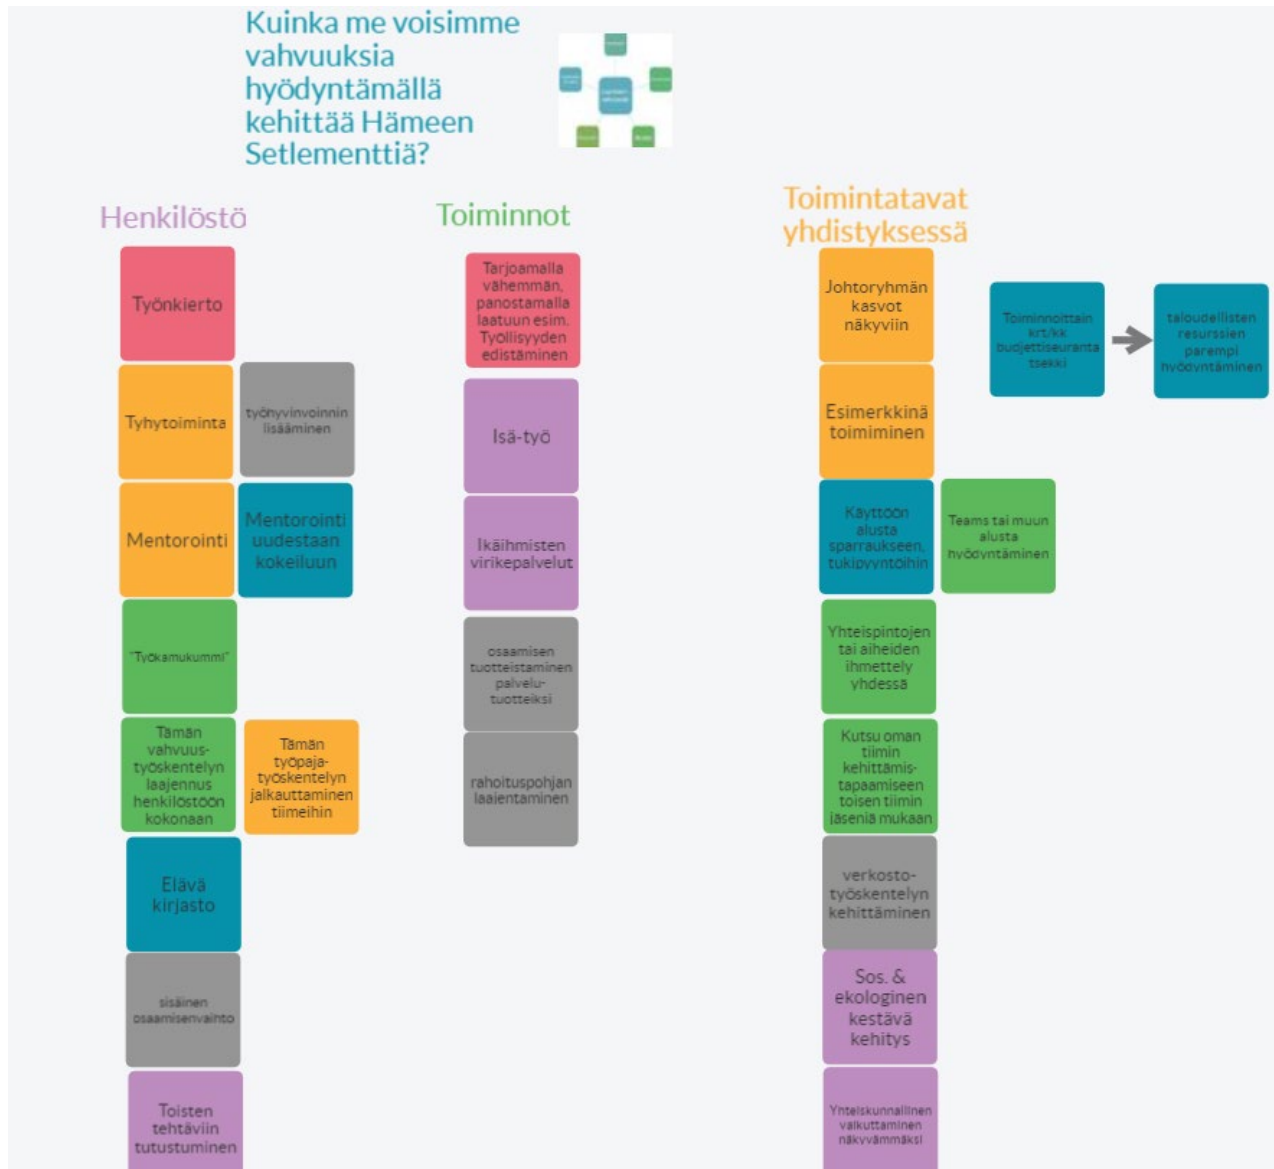 Kuinka me voisimme
vahvuuksia
hyödyntämällä
kehittää Hämeen
Setlementtiä?
Henkilöstö
Työnkierto
Tyhytoiminta
työhyvinvoinnin
lisääminen
Mentorointi
Mentorointi
uudestaan
kokeiluun
"Työkamukummi"
Tämän
vahvuus-
työskentelyn
laajennus
henkilöstöön
kokonaan
Tämän
työpaja-
työskentelyn
jalkauttaminen
tiimeihin
Elävä
kirjasto
sisäinen
osaamisenvaihto
Toisten
tehtäviin
tutustuminen
Toiminnot
Tarjoamalla
vähemmän,
panostamalla
laatuun esim.
Työllisyyden
edistäminen
Isä-työ
Ikäihmisten
virikepalvelut
osaamisen
tuotteistaminen
palvelu-
tuotteiksi
rahoituspohjan
laajentaminen
Toimintatavat
yhdistyksessä
Johtoryhmän
kasvot
näkyviin
Toiminnoittain
krt/kk
buojettiseuranta
tsekki
taloudellisten
resurssien
parempi
hyödyntäminen
Esimerkkinä
toimiminen
Käyttöön
alusta
sparraukseen,
tukipyyntöihin
Teams tai muun
alusta
hyödyntäminen
Yhteispintojen
tai aiheiden
ihmettely
yhdessä
Kutsu oman
tiimin
kehittämis-
tapaamiseen
toisen tiimin
jäseniä mukaan
verkosto-
työskentelyn
kehittäminen
Sos. &
ekologinen
kestävä
kehitys
Yhteiskunnallinen
vaikuttaminen
näkyvämmäksi